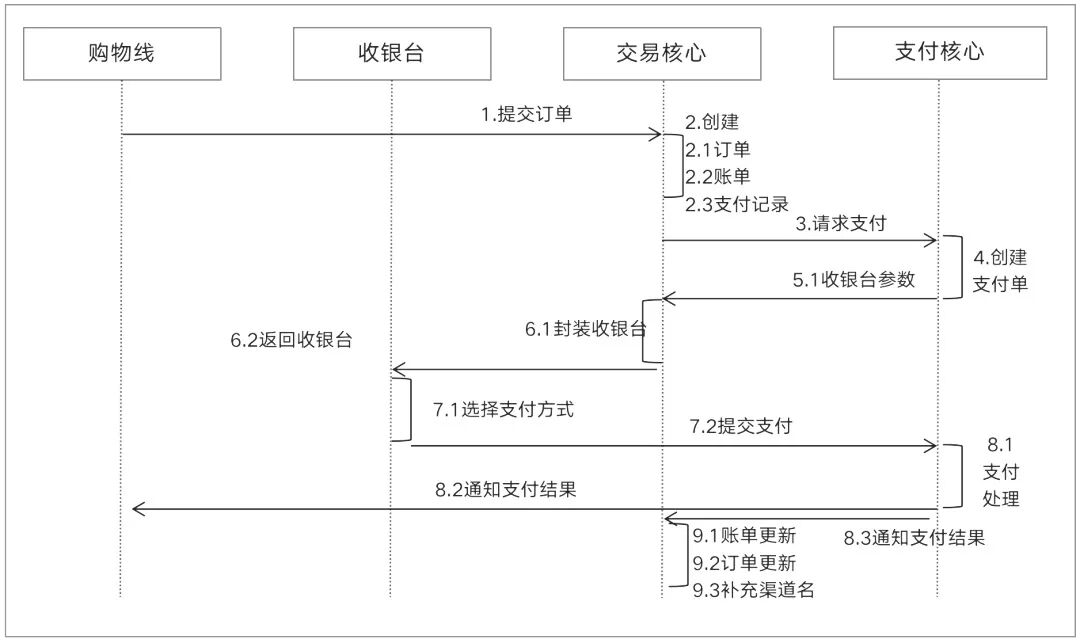 购物线
收银台
交易核心
支付核心
1.提交订单
2.创建
2.1订单
2.2账单
2.3支付记录
3.请求支付
4.创建
支付单
5.1收银台参数
6.1封装收银台
6.2返回收银台
7.1选择支付方式
7.2提交支付
8.1
支付
处理
8.2通知支付结果
8.3通知支付结果
9.1账单更新
9.2订单更新
9.3补充渠道名